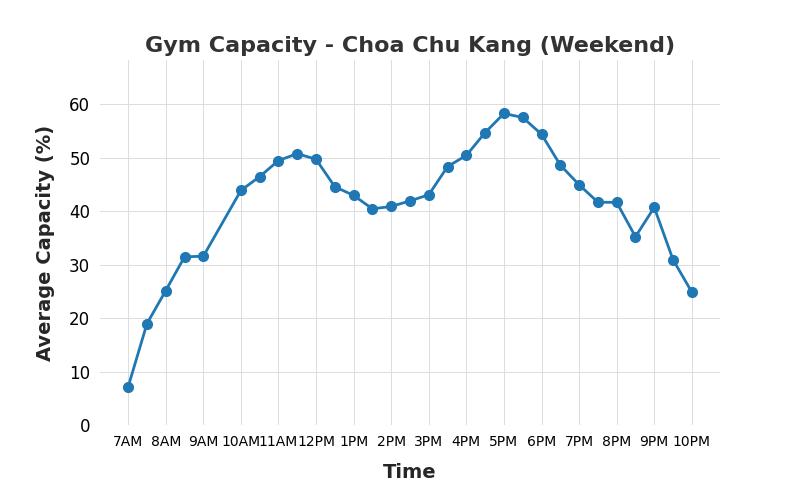 Gym Capacity - Choa Chu Kang (Weekend)
Average Capacity (%)
60
50
40
30
20
10
0
7AM 8AM 9AM 10AM 11AM 12PM 1PM 2PM 3PM 4PM 5PM 6PM 7PM 8PM 9PM 10PM
Time